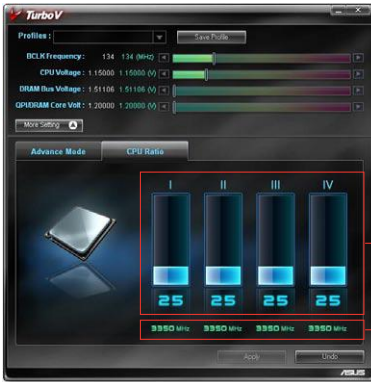 TurboV
Profiles : Save Profile
BCLK Frequency : 134 134 (MHz)
CPU Voltage : 1.15000 1.15000 (V)
DRAM Bus Voltage : 1.51106 1.51106 (V)
QPI/DRAM Core Volt : 1.20000 1.20000 (V)
More Setting
Advance Mode CPU Ratio
I II III IV
25 25 25 25
3350 MHz 3350 MHz 3350 MHz 3350 MHz
Apply Undo
ASUS